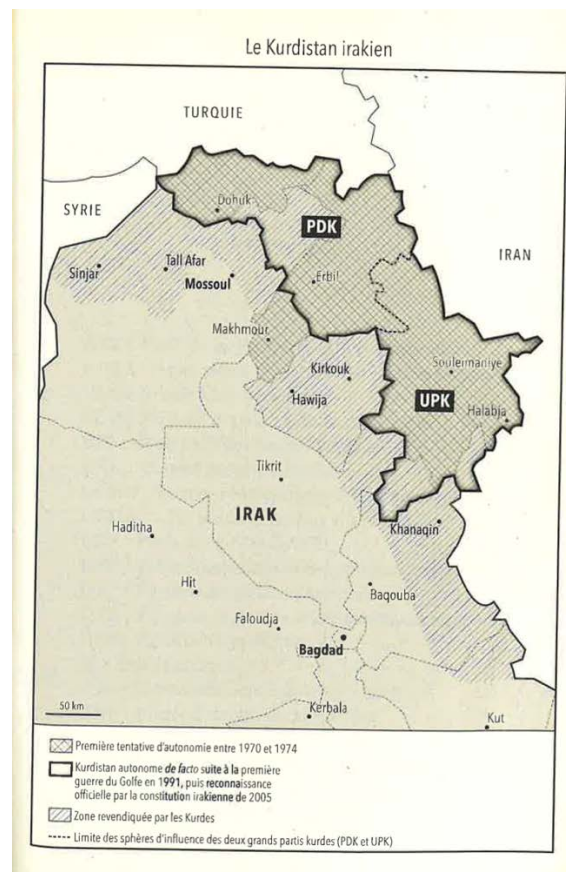 Le Kurdistan irakien
TURQUIE
SYRIE
Dohuk
PDK
IRAN
Sinjar
Tall Afar
Mossoul
Erbil
Makhmour
Kirkouk
Souleimaniye
Hawija
UPK
Halabja
Tikrit
IRAK
Haditha
Khanaqin
Hit
Baqouba
Faloudja
Bagdad
50 km
Kerbala
Kut
Première tentative d'autonomie entre 1970 et 1974
Kurdistan autonome de facto suite à la première
guerre du Golfe en 1991, puis reconnaissance
officielle par la constitution irakienne de 2005
Zone revendiquée par les Kurdes
Limite des sphères d'influence des deux grands partis kurdes (PDK et UPK)